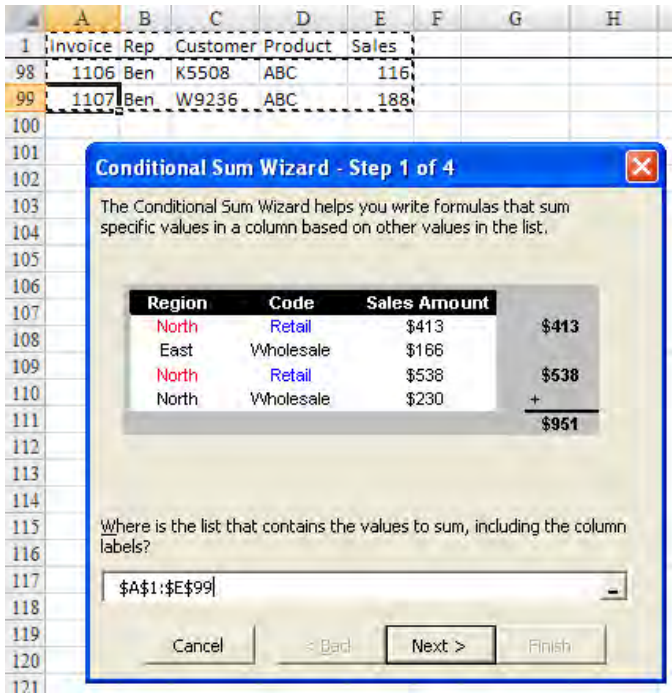 A B C D E F G H
1 Invoice Rep Customer Product Sales
98 1106 Ben K5508 ABC 116
99 1107 Ben W9236 ABC 188
100
101
Conditional Sum Wizard - Step 1 of 4
102
103 The Conditional Sum Wizard helps you write formulas that sum
104 specific values in a column based on other values in the list.
105
106
107 Region Code Sales Amount
North Retail $413 $413
108 East Wholesale $166
109 North Retail $538 $538
110 North Wholesale $230 +
111 $951
112
113
114
115 Where is the list that contains the values to sum, including the column
116 labels?
117 $A$1:$E$99
118
119 Cancel < Back Next > Finish
120
121